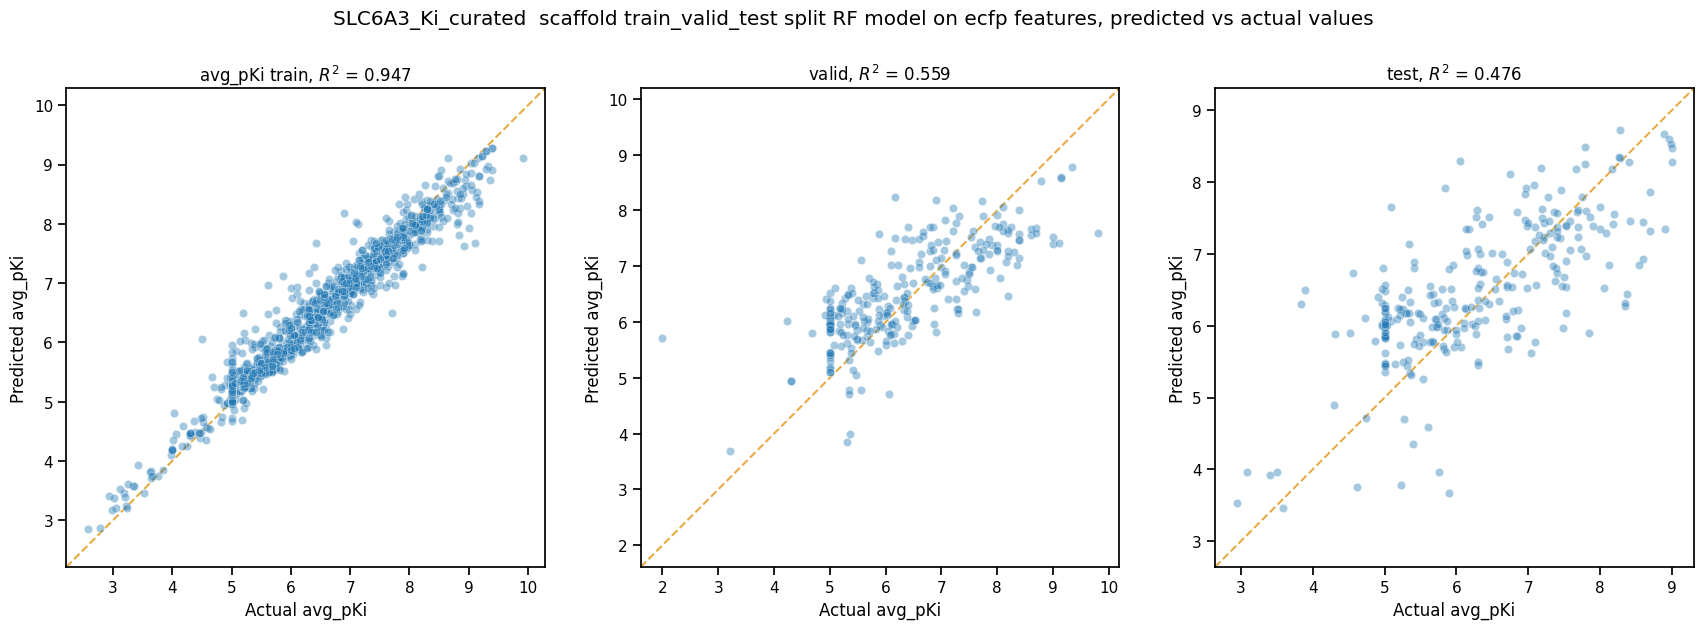 SLC6A3_Ki_curated  scaffold train_valid_test split RF model on ecfp features, predicted vs actual values
avg_pKi train, R² = 0.947
10
9
8
7
6
5
4
3
Predicted avg_pKi
3 4 5 6 7 8 9 10
Actual avg_pKi
valid, R² = 0.559
10
9
8
7
6
5
4
3
2
Predicted avg_pKi
2 3 4 5 6 7 8 9 10
Actual avg_pKi
test, R² = 0.476
9
8
7
6
5
4
3
Predicted avg_pKi
3 4 5 6 7 8 9
Actual avg_pKi